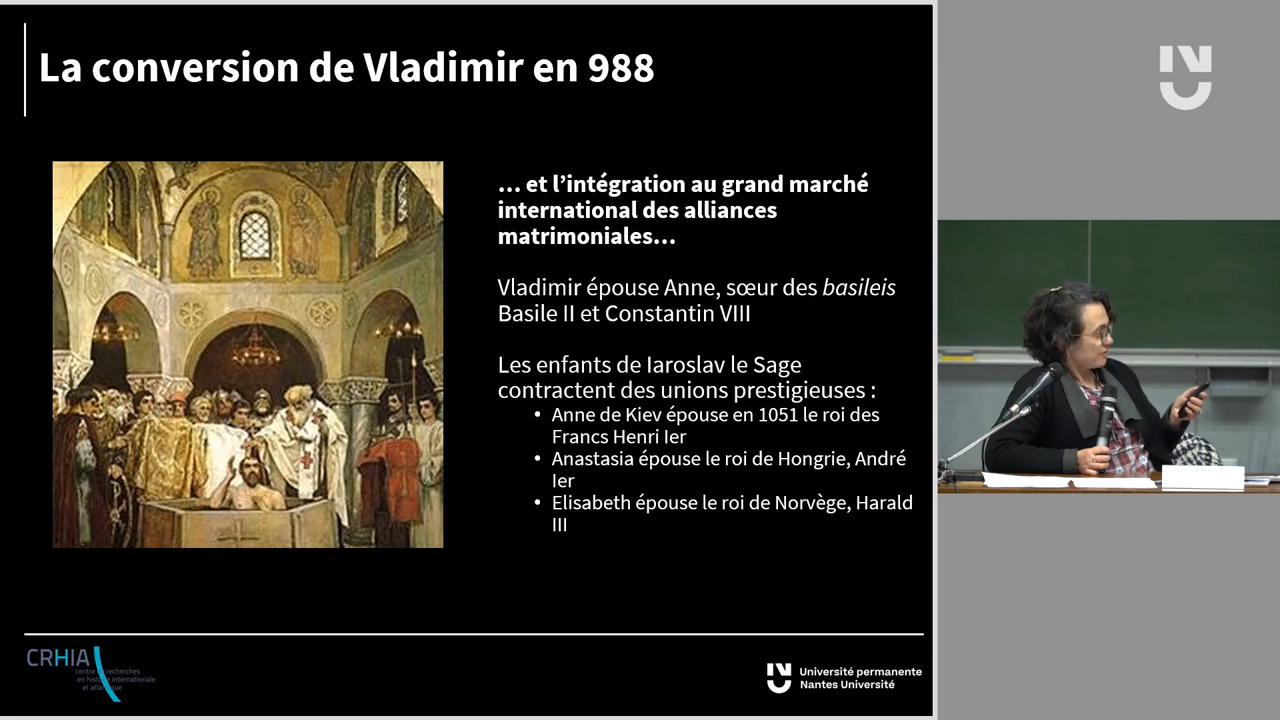 La conversion de Vladimir en 988
… et l’intégration au grand marché
international des alliances
matrimoniales…
Vladimir épouse Anne, sœur des basileis
Basile II et Constantin VIII
Les enfants de Iaroslav le Sage
contractent des unions prestigieuses :
• Anne de Kiev épouse en 1051 le roi des
Francs Henri Ier
• Anastasia épouse le roi de Hongrie, André
Ier
• Elisabeth épouse le roi de Norvège, Harald
III
CRHIA
centre de recherches
en histoire internationale
et atlantique
Université permanente
Nantes Université